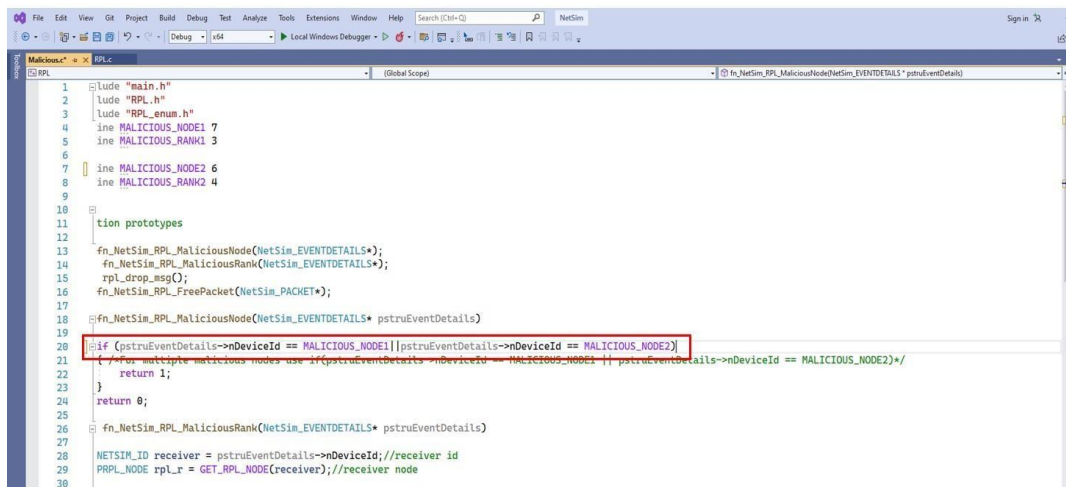 File Edit View Git Project Build Debug Test Analyze Tools Extensions Window Help Search (Ctrl+Q) NetSim Sign in
Debug x64 Local Windows Debugger
Toolbox
Malicious.c* RPL.c
RPL (Global Scope) fn_NetSim_RPL_MaliciousNode(NetSim_EVENTDETAILS * pstruEventDetails)
1 lude "main.h"
2 lude "RPL.h"
3 lude "RPL_enum.h"
4 ine MALICIOUS_NODE1 7
5 ine MALICIOUS_RANK1 3
6
7 ine MALICIOUS_NODE2 6
8 ine MALICIOUS_RANK2 4
9
10
11 tion prototypes
12
13 fn_NetSim_RPL_MaliciousNode(NetSim_EVENTDETAILS*);
14 fn_NetSim_RPL_MaliciousRank(NetSim_EVENTDETAILS*);
15 rpl_drop_msg();
16 fn_NetSim_RPL_FreePacket(NetSim_PACKET*);
17
18 fn_NetSim_RPL_MaliciousNode(NetSim_EVENTDETAILS* pstruEventDetails)
19
20 if (pstruEventDetails->nDeviceId == MALICIOUS_NODE1||pstruEventDetails->nDeviceId == MALICIOUS_NODE2)
21 { /*For multiple malicious nodes use if(pstruEventDetails->nDeviceId == MALICIOUS_NODE1 || pstruEventDetails->nDeviceId == MALICIOUS_NODE2)*/
22 return 1;
23 }
24 return 0;
25
26 fn_NetSim_RPL_MaliciousRank(NetSim_EVENTDETAILS* pstruEventDetails)
27
28 NETSIM_ID receiver = pstruEventDetails->nDeviceId;//receiver id
29 PRPL_NODE rpl_r = GET_RPL_NODE(receiver);//receiver node
30